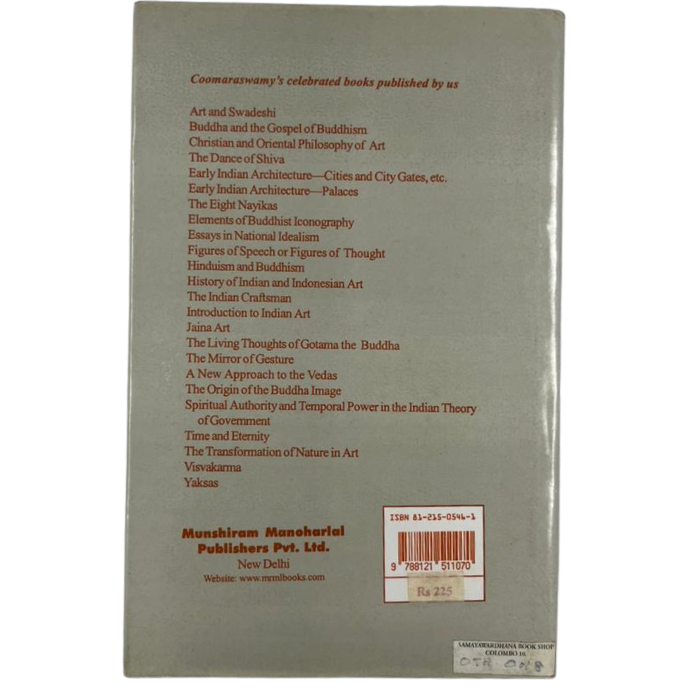 Coomaraswamy's celebrated books published by us
Art and Swadeshi
Buddha and the Gospel of Buddhism
Christian and Oriental Philosophy of Art
The Dance of Shiva
Early Indian Architecture—Cities and City Gates, etc.
Early Indian Architecture—Palaces
The Eight Nayikas
Elements of Buddhist Iconography
Essays in National Idealism
Figures of Speech or Figures of Thought
Hinduism and Buddhism
History of Indian and Indonesian Art
The Indian Craftsman
Introduction to Indian Art
Jaina Art
The Living Thoughts of Gotama the Buddha
The Mirror of Gesture
A New Approach to the Vedas
The Origin of the Buddha Image
Spiritual Authority and Temporal Power in the Indian Theory
of Government
Time and Eternity
The Transformation of Nature in Art
Visvakarma
Yaksas
Munshiram Manoharlal
Publishers Pvt. Ltd.
New Delhi
Website: www.mrmlbooks.com
ISBN 81-215-0546-1
9 788121 511070
Rs 225
SAMAYAWARDHANA BOOK SHOP
COLOMBO 10.